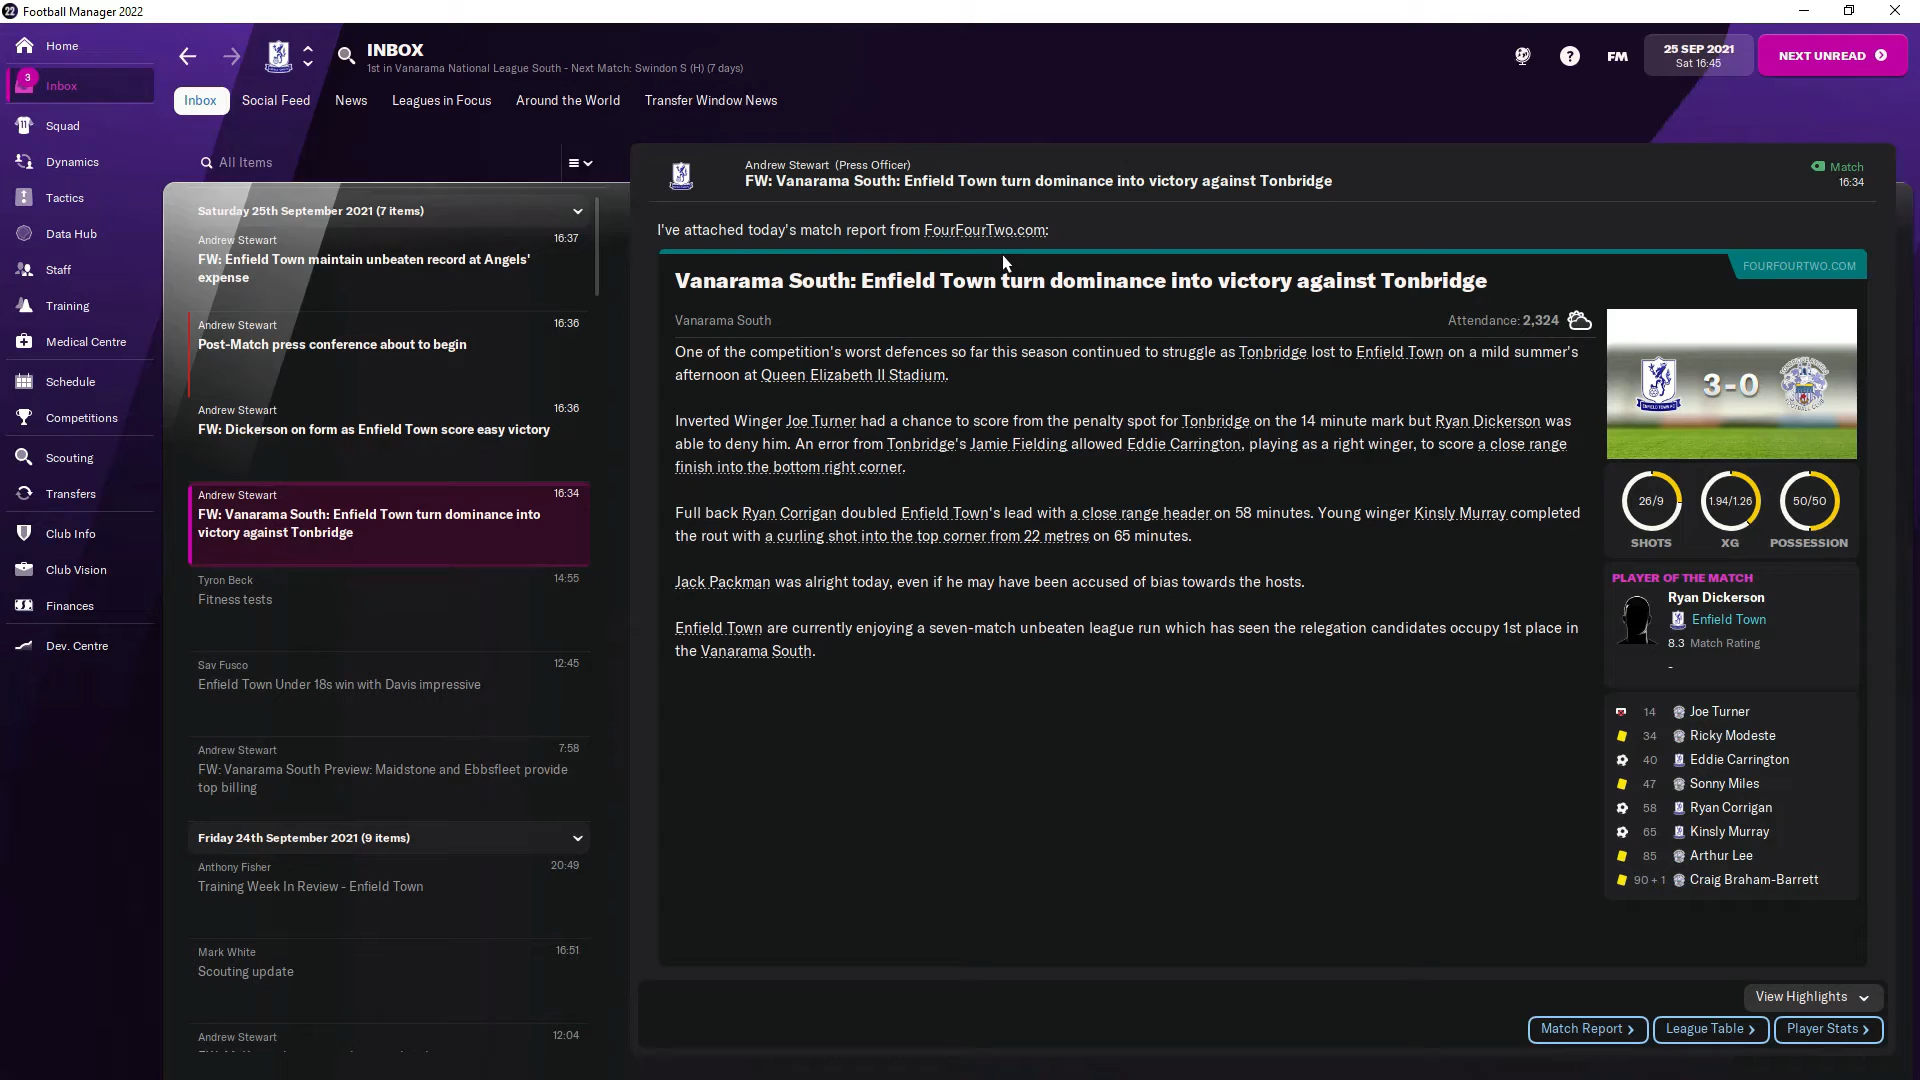 Football Manager 2022
Home
3
Inbox
Squad
Dynamics
Tactics
Data Hub
Staff
Training
Medical Centre
Schedule
Competitions
Scouting
Transfers
Club Info
Club Vision
Finances
Dev. Centre
INBOX
1st in Vanarama National League South - Next Match: Swindon S (H) (7 days)
FM
25 SEP 2021
Sat 16:45
NEXT UNREAD
Inbox Social Feed News Leagues in Focus Around the World Transfer Window News
All Items
Saturday 25th September 2021 (7 items)
Andrew Stewart 16:37
FW: Enfield Town maintain unbeaten record at Angels'
expense
Andrew Stewart 16:36
Post-Match press conference about to begin
Andrew Stewart 16:36
FW: Dickerson on form as Enfield Town score easy victory
Andrew Stewart 16:34
FW: Vanarama South: Enfield Town turn dominance into
victory against Tonbridge
Tyron Beck 14:55
Fitness tests
Sav Fusco 12:45
Enfield Town Under 18s win with Davis impressive
Andrew Stewart 7:58
FW: Vanarama South Preview: Maidstone and Ebbsfleet provide
top billing
Friday 24th September 2021 (9 items)
Anthony Fisher 20:49
Training Week In Review - Enfield Town
Mark White 16:51
Scouting update
Andrew Stewart 12:04
Andrew Stewart (Press Officer)
FW: Vanarama South: Enfield Town turn dominance into victory against Tonbridge
Match
16:34
I've attached today's match report from FourFourTwo.com:
FOURFOURTWO.COM
Vanarama South: Enfield Town turn dominance into victory against Tonbridge
Vanarama South Attendance: 2,324
One of the competition's worst defences so far this season continued to struggle as Tonbridge lost to Enfield Town on a mild summer's
afternoon at Queen Elizabeth II Stadium.
Inverted Winger Joe Turner had a chance to score from the penalty spot for Tonbridge on the 14 minute mark but Ryan Dickerson was
able to deny him. An error from Tonbridge's Jamie Fielding allowed Eddie Carrington, playing as a right winger, to score a close range
finish into the bottom right corner.
Full back Ryan Corrigan doubled Enfield Town's lead with a close range header on 58 minutes. Young winger Kinsly Murray completed
the rout with a curling shot into the top corner from 22 metres on 65 minutes.
Jack Packman was alright today, even if he may have been accused of bias towards the hosts.
Enfield Town are currently enjoying a seven-match unbeaten league run which has seen the relegation candidates occupy 1st place in
the Vanarama South.
3-0
26/9 1.94/1.26 50/50
SHOTS XG POSSESSION
PLAYER OF THE MATCH
Ryan Dickerson
Enfield Town
8.3 Match Rating
-
14 Joe Turner
34 Ricky Modeste
40 Eddie Carrington
47 Sonny Miles
58 Ryan Corrigan
65 Kinsly Murray
85 Arthur Lee
90 + 1 Craig Braham-Barrett
View Highlights
Match Report League Table Player Stats